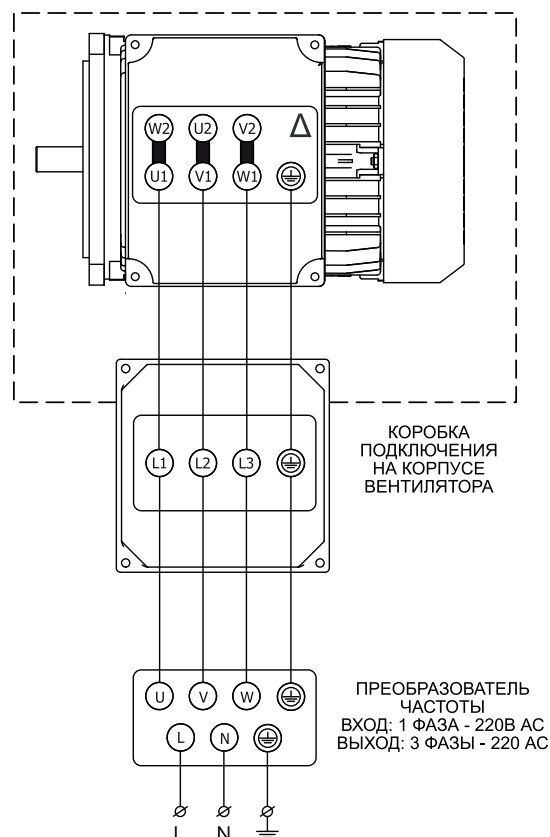 W2 U2 V2 Δ
U1 V1 W1
L1 L2 L3
КОРОБКА
ПОДКЛЮЧЕНИЯ
НА КОРПУСЕ
ВЕНТИЛЯТОРА
U V W
L N
ПРЕОБРАЗОВАТЕЛЬ
ЧАСТОТЫ
ВХОД: 1 ФАЗА - 220В АС
ВЫХОД: 3 ФАЗЫ - 220 АС
L N